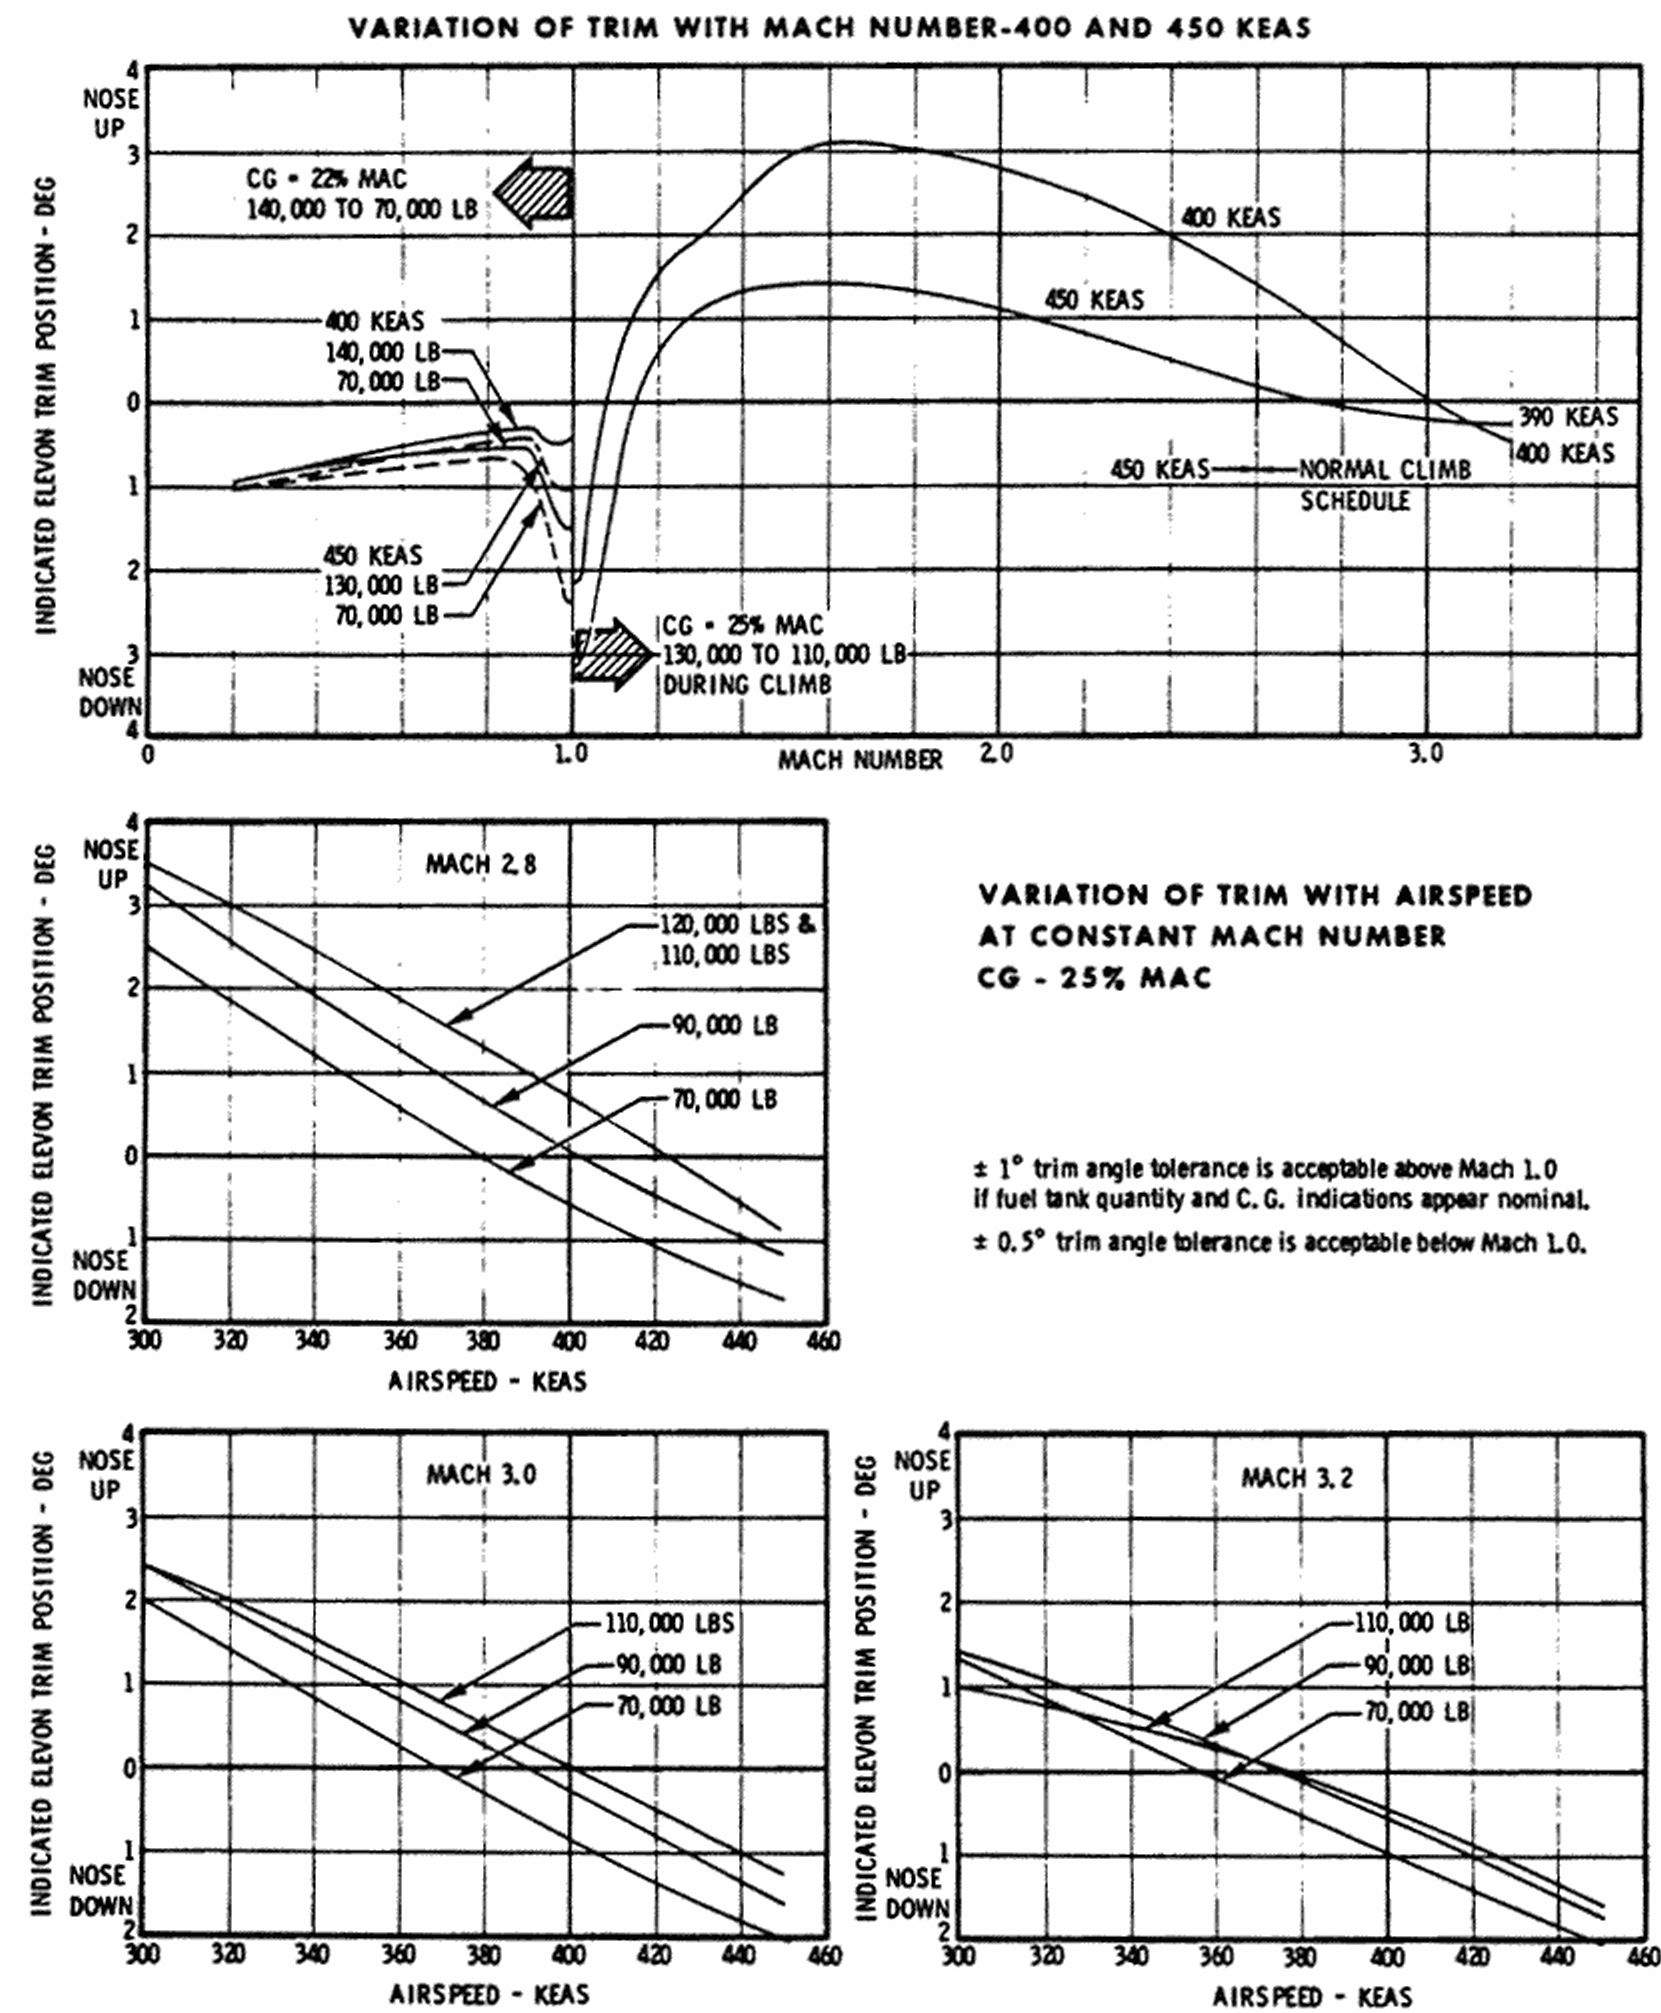 VARIATION OF TRIM WITH MACH NUMBER-400 AND 450 KEAS
INDICATED ELEVON TRIM POSITION - DEG
NOSE
UP
NOSE
DOWN
4
3
2
1
0
1
2
3
4
CG - 22% MAC
140,000 TO 70,000 LB
400 KEAS
140,000 LB
70,000 LB
450 KEAS
130,000 LB
70,000 LB
400 KEAS
450 KEAS
390 KEAS
400 KEAS
450 KEAS
NORMAL CLIMB
SCHEDULE
CG - 25% MAC
130,000 TO 110,000 LB
DURING CLIMB
0
1.0
MACH NUMBER
2.0
3.0
INDICATED ELEVON TRIM POSITION - DEG
NOSE
UP
NOSE
DOWN
4
3
2
1
0
1
2
MACH 2.8
120,000 LBS &
110,000 LBS
90,000 LB
70,000 LB
300 320 340 360 380 400 420 440 460
AIRSPEED - KEAS
VARIATION OF TRIM WITH AIRSPEED
AT CONSTANT MACH NUMBER
CG - 25% MAC
± 1° trim angle tolerance is acceptable above Mach 1.0
if fuel tank quantity and C.G. indications appear nominal.
± 0.5° trim angle tolerance is acceptable below Mach 1.0.
INDICATED ELEVON TRIM POSITION - DEG
NOSE
UP
NOSE
DOWN
4
3
2
1
0
1
2
MACH 3.0
110,000 LBS
90,000 LB
70,000 LB
300 320 340 360 380 400 420 440 460
AIRSPEED - KEAS
INDICATED ELEVON TRIM POSITION - DEG
NOSE
UP
NOSE
DOWN
4
3
2
1
0
1
2
MACH 3.2
110,000 LB
90,000 LB
70,000 LB
300 320 340 360 380 400 420 440 460
AIRSPEED - KEAS